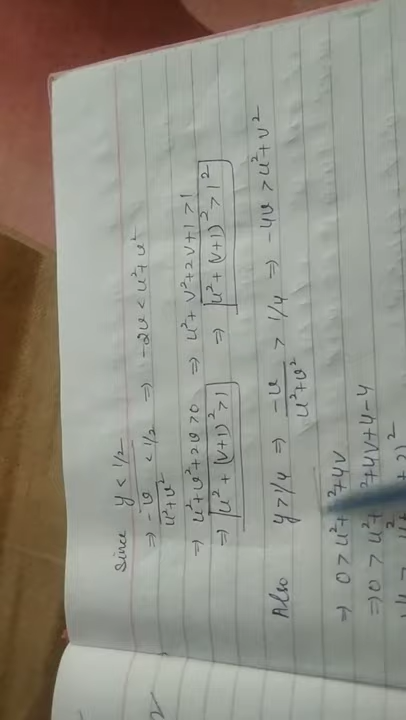 Since y < 1/2
⇒ -v/(u²+v²) < 1/2 ⇒ -2v < u²+v²
⇒ u²+v²+2v>0 ⇒ u²+v²+2v+1>1
⇒ u²+(v+1)²>1 ⇒ u²+(v+1)²>1²
Also y>1/4 ⇒ -v/(u²+v²) > 1/4 ⇒ -4v > u²+v²
⇒ 0>u²+v²+4v
⇒ 0 > u²+v²+4v+4-4